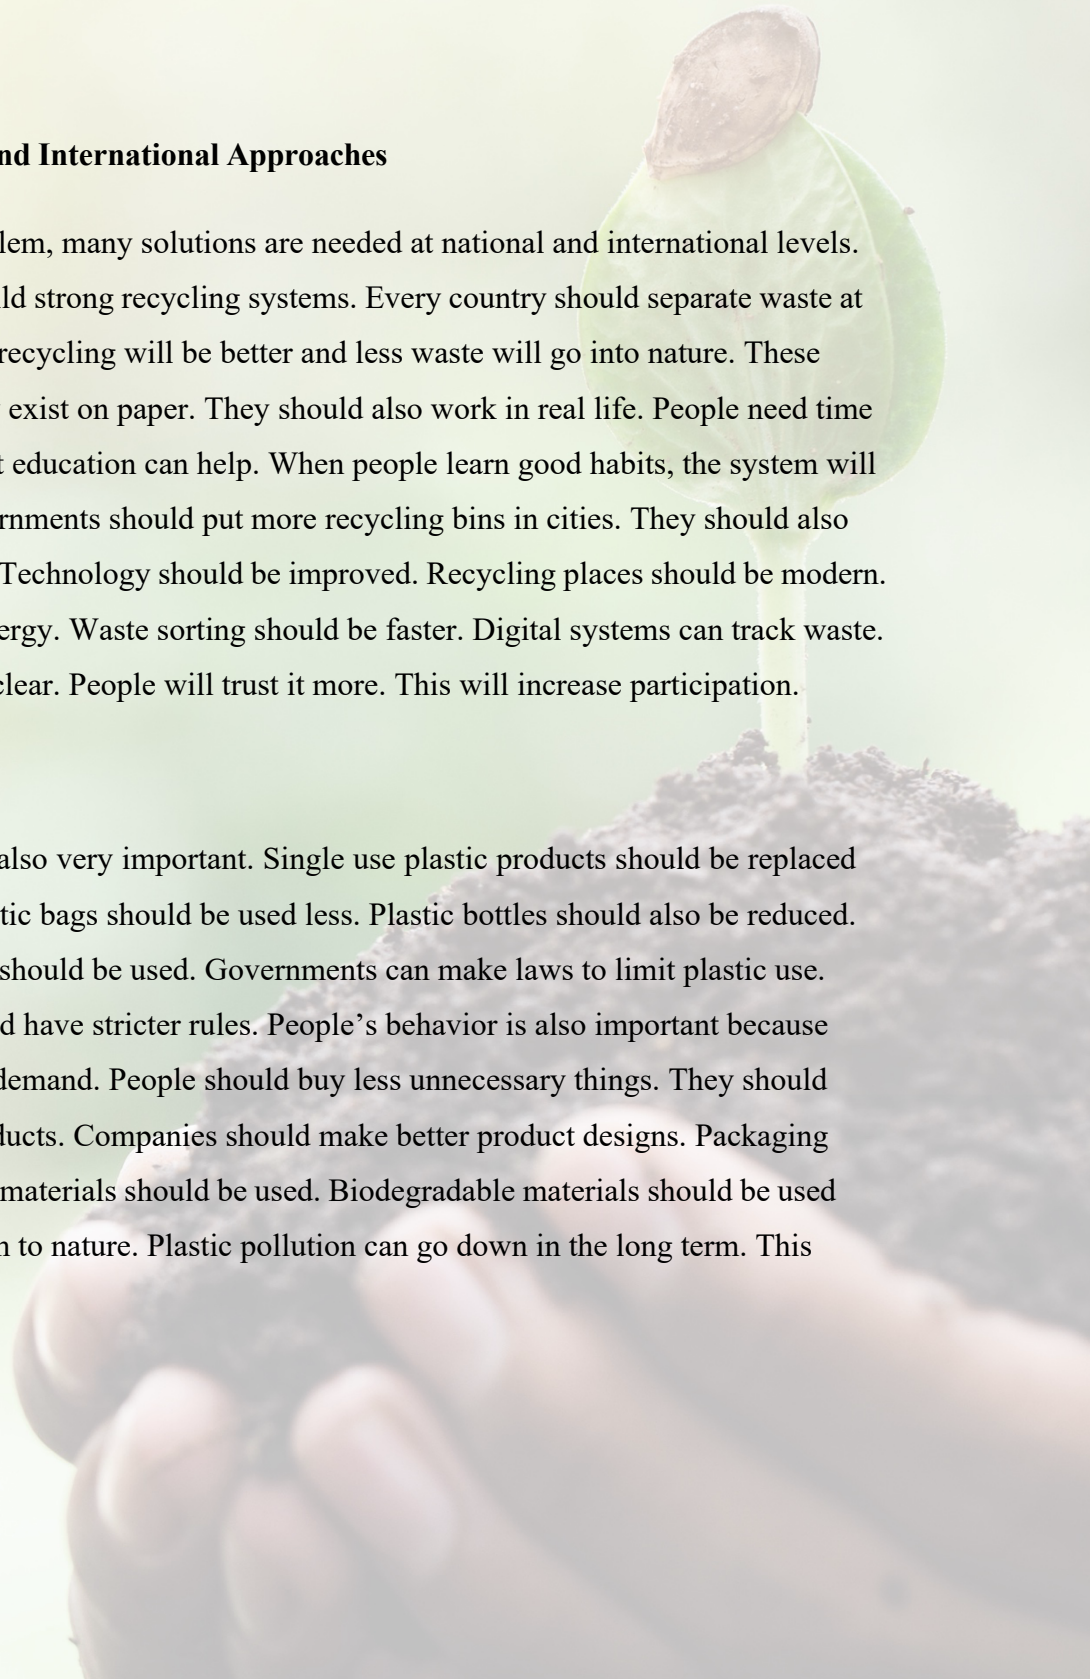 nd International Approaches
lem, many solutions are needed at national and international levels.
ld strong recycling systems. Every country should separate waste at
recycling will be better and less waste will go into nature. These
exist on paper. They should also work in real life. People need time
t education can help. When people learn good habits, the system will
rnments should put more recycling bins in cities. They should also
Technology should be improved. Recycling places should be modern.
ergy. Waste sorting should be faster. Digital systems can track waste.
clear. People will trust it more. This will increase participation.
also very important. Single use plastic products should be replaced
tic bags should be used less. Plastic bottles should also be reduced.
should be used. Governments can make laws to limit plastic use.
d have stricter rules. People’s behavior is also important because
demand. People should buy less unnecessary things. They should
ducts. Companies should make better product designs. Packaging
materials should be used. Biodegradable materials should be used
n to nature. Plastic pollution can go down in the long term. This